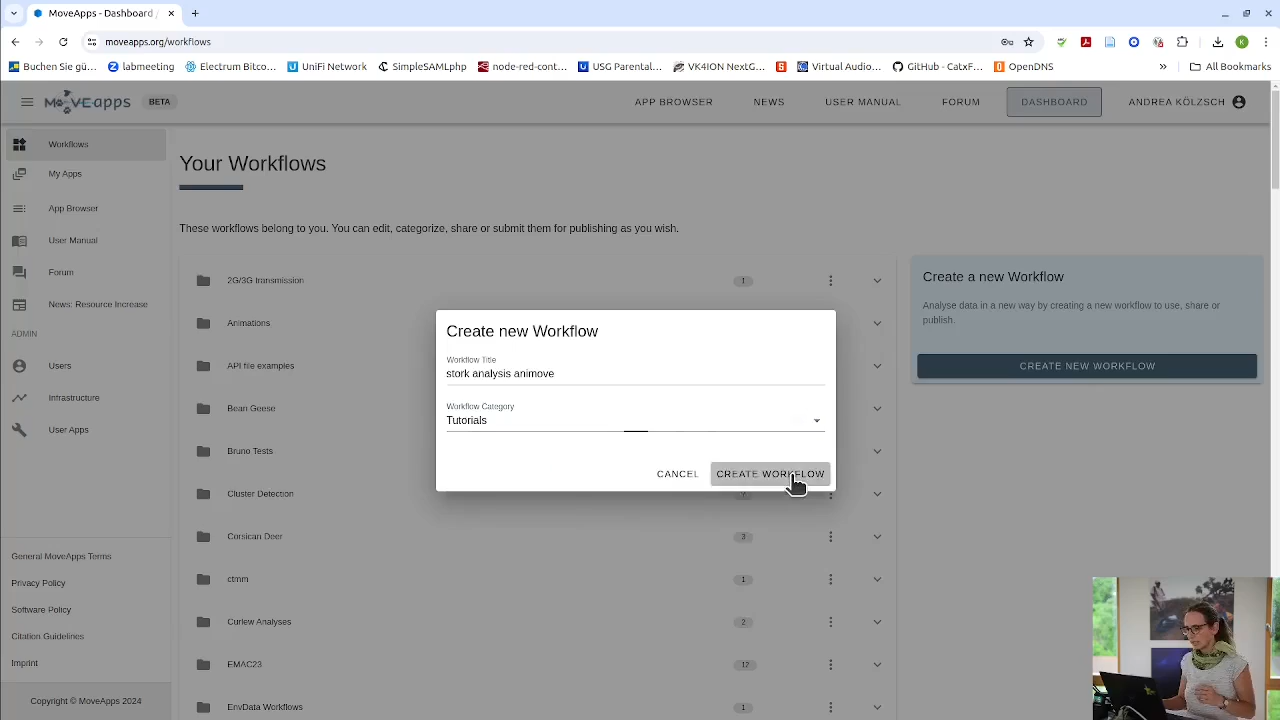 MoveApps - Dashboard /
moveapps.org/workflows
Buchen Sie gü...
labmeeting
Electrum Bitco...
UniFi Network
SimpleSAMLphp
node-red-cont...
USG Parental...
VK4ION NextG...
Virtual Audio...
GitHub - CatxF...
OpenDNS
»
All Bookmarks
MOVEapps
BETA
APP BROWSER
NEWS
USER MANUAL
FORUM
DASHBOARD
ANDREA KÖLZSCH
Workflows
My Apps
App Browser
User Manual
Forum
News: Resource Increase
ADMIN
Users
Infrastructure
User Apps
General MoveApps Terms
Privacy Policy
Software Policy
Citation Guidelines
Imprint
Copyright © MoveApps 2024
Your Workflows
These workflows belong to you. You can edit, categorize, share or submit them for publishing as you wish.
2G/3G transmission 1
Animations
API file examples
Bean Geese
Bruno Tests
Cluster Detection
Corsican Deer 3
ctmm 1
Curlew Analyses 2
EMAC23 12
EnvData Workflows 1
Create new Workflow
Workflow Title
stork analysis animove
Workflow Category
Tutorials
CANCEL
CREATE WORKFLOW
Create a new Workflow
Analyse data in a new way by creating a new workflow to use, share or
publish.
CREATE NEW WORKFLOW